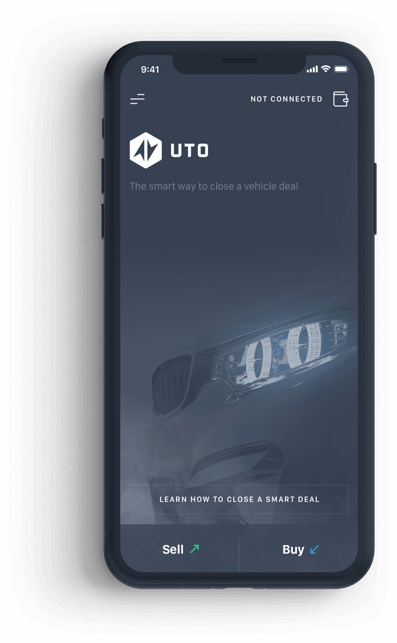 9:41
NOT CONNECTED
UTO
The smart way to close a vehicle deal
LEARN HOW TO CLOSE A SMART DEAL
Sell
Buy